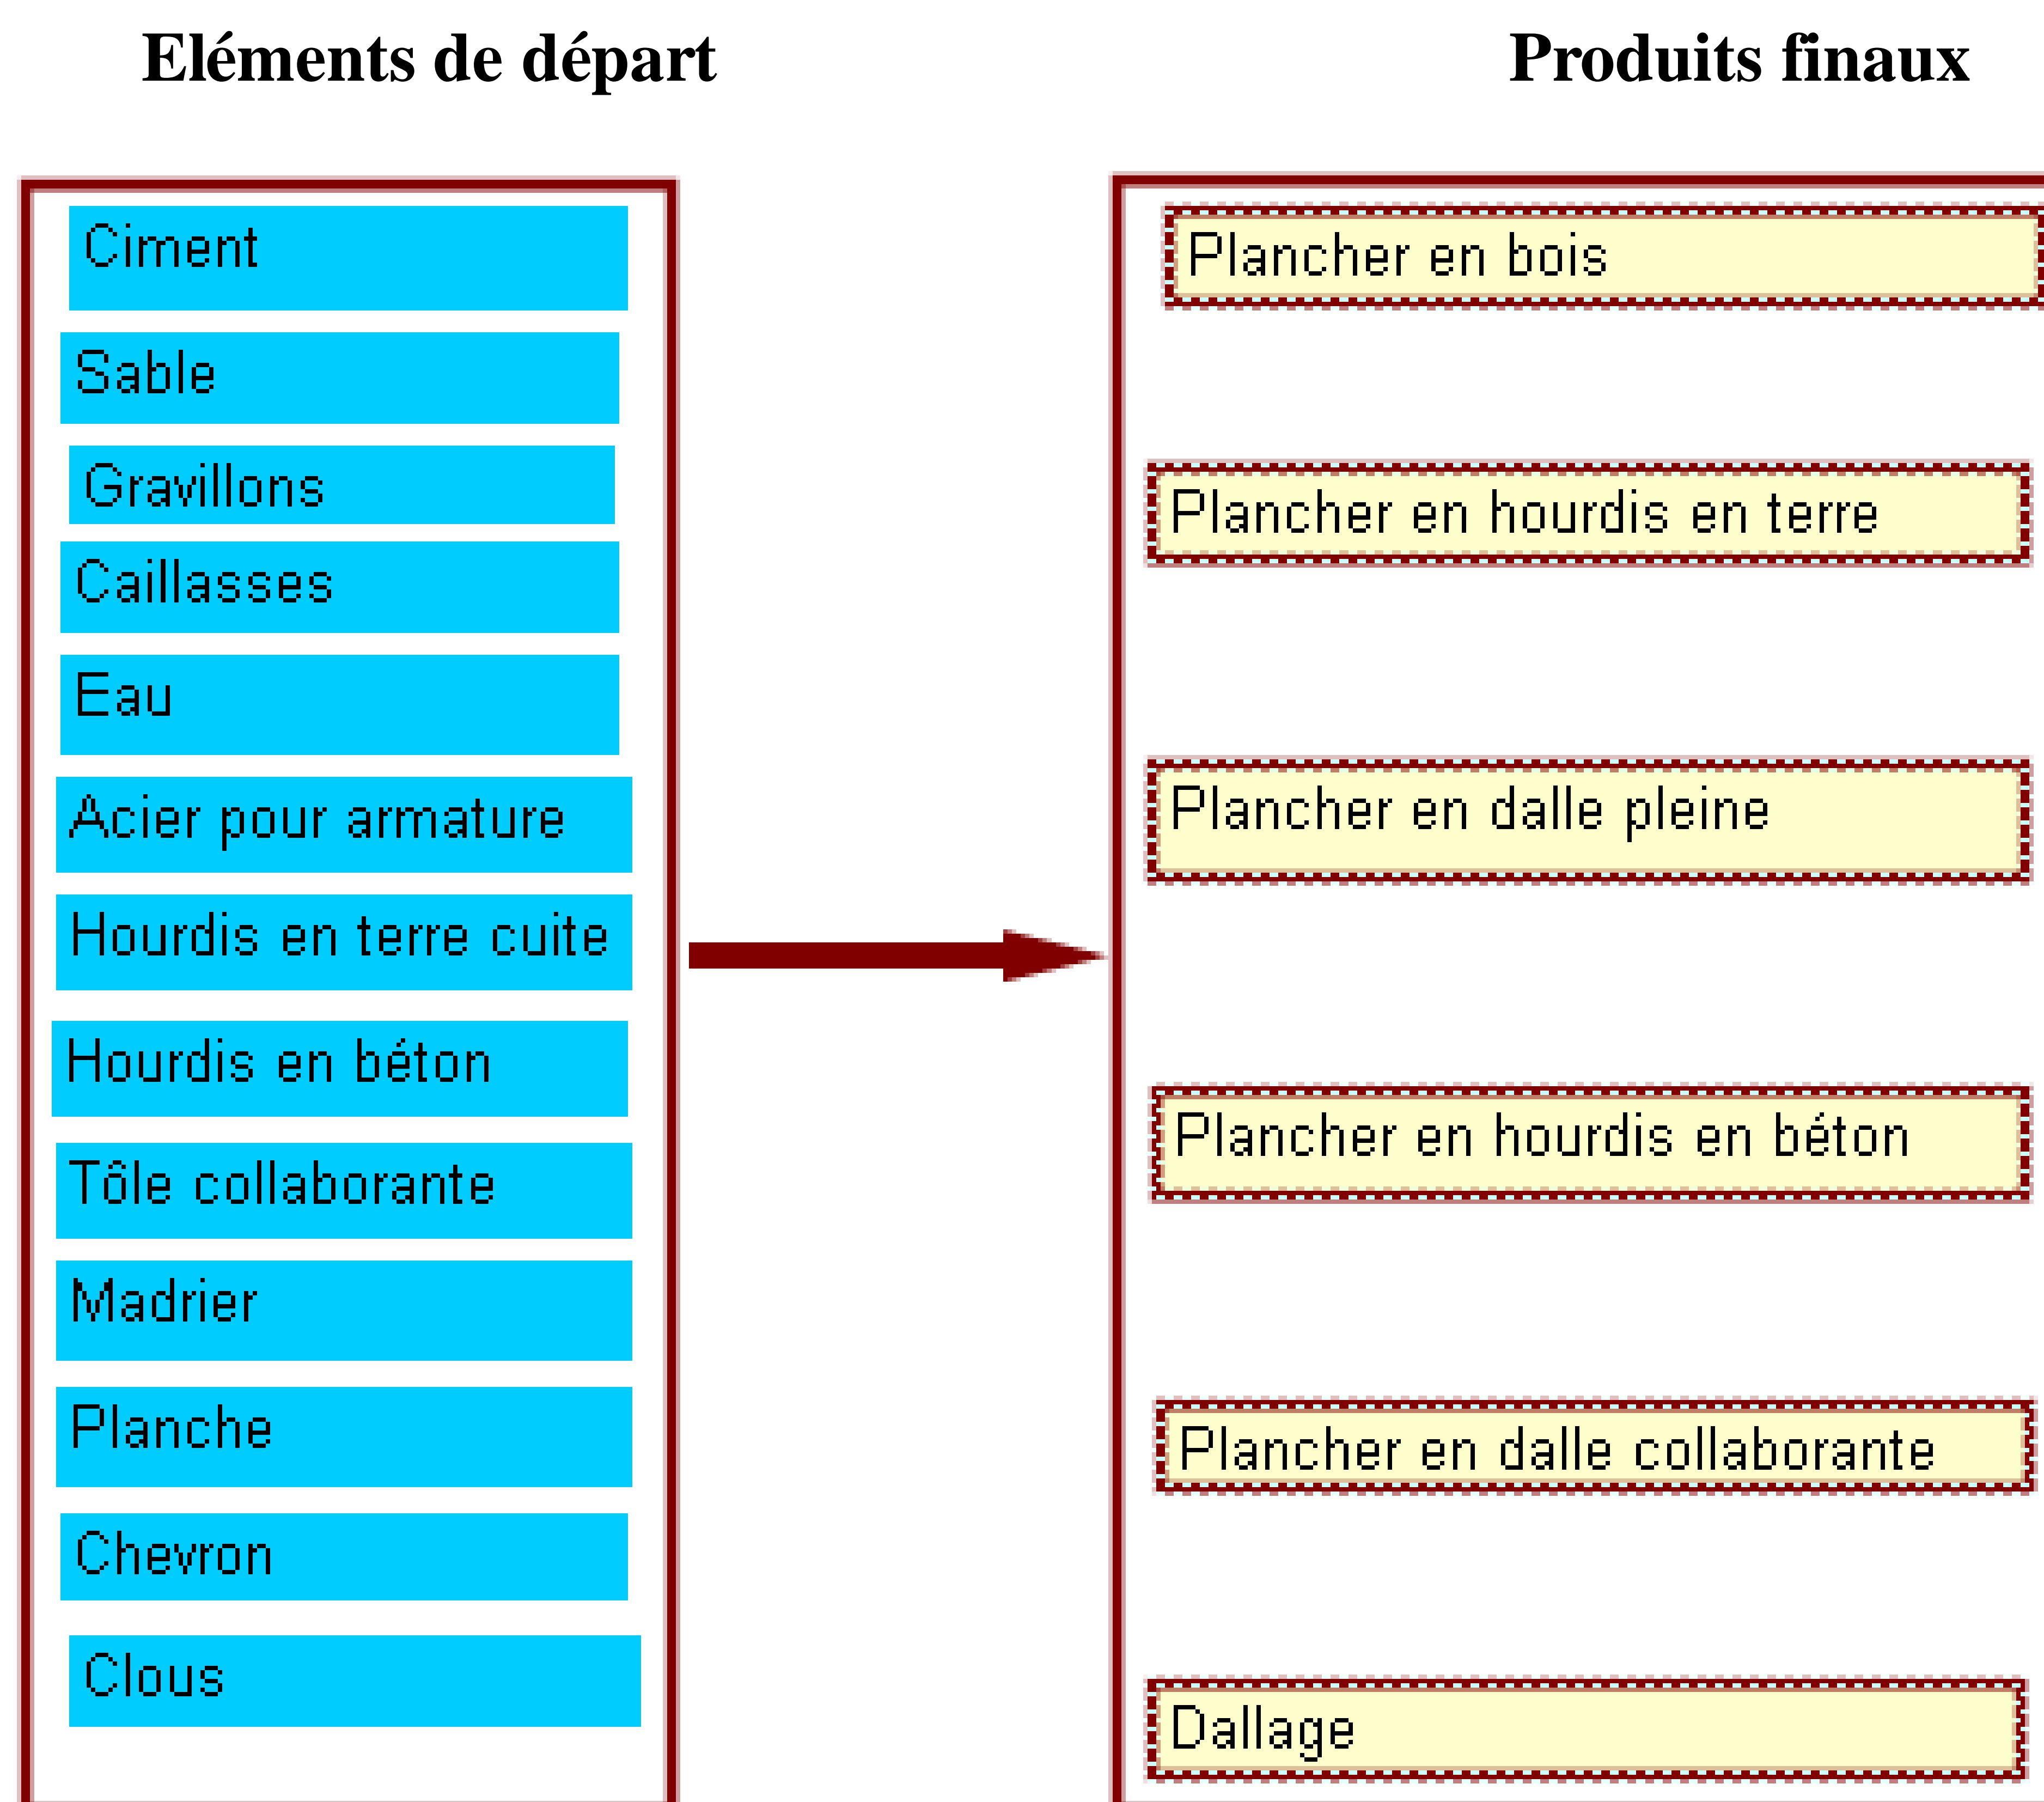 Eléments de départ
Produits finaux
Ciment
Sable
Gravillons
Caillasses
Eau
Acier pour armature
Hourdis en terre cuite
Hourdis en béton
Tôle collaborante
Madrier
Planche
Chevron
Clous
Plancher en bois
Plancher en hourdis en terre
Plancher en dalle pleine
Plancher en hourdis en béton
Plancher en dalle collaborante
Dallage